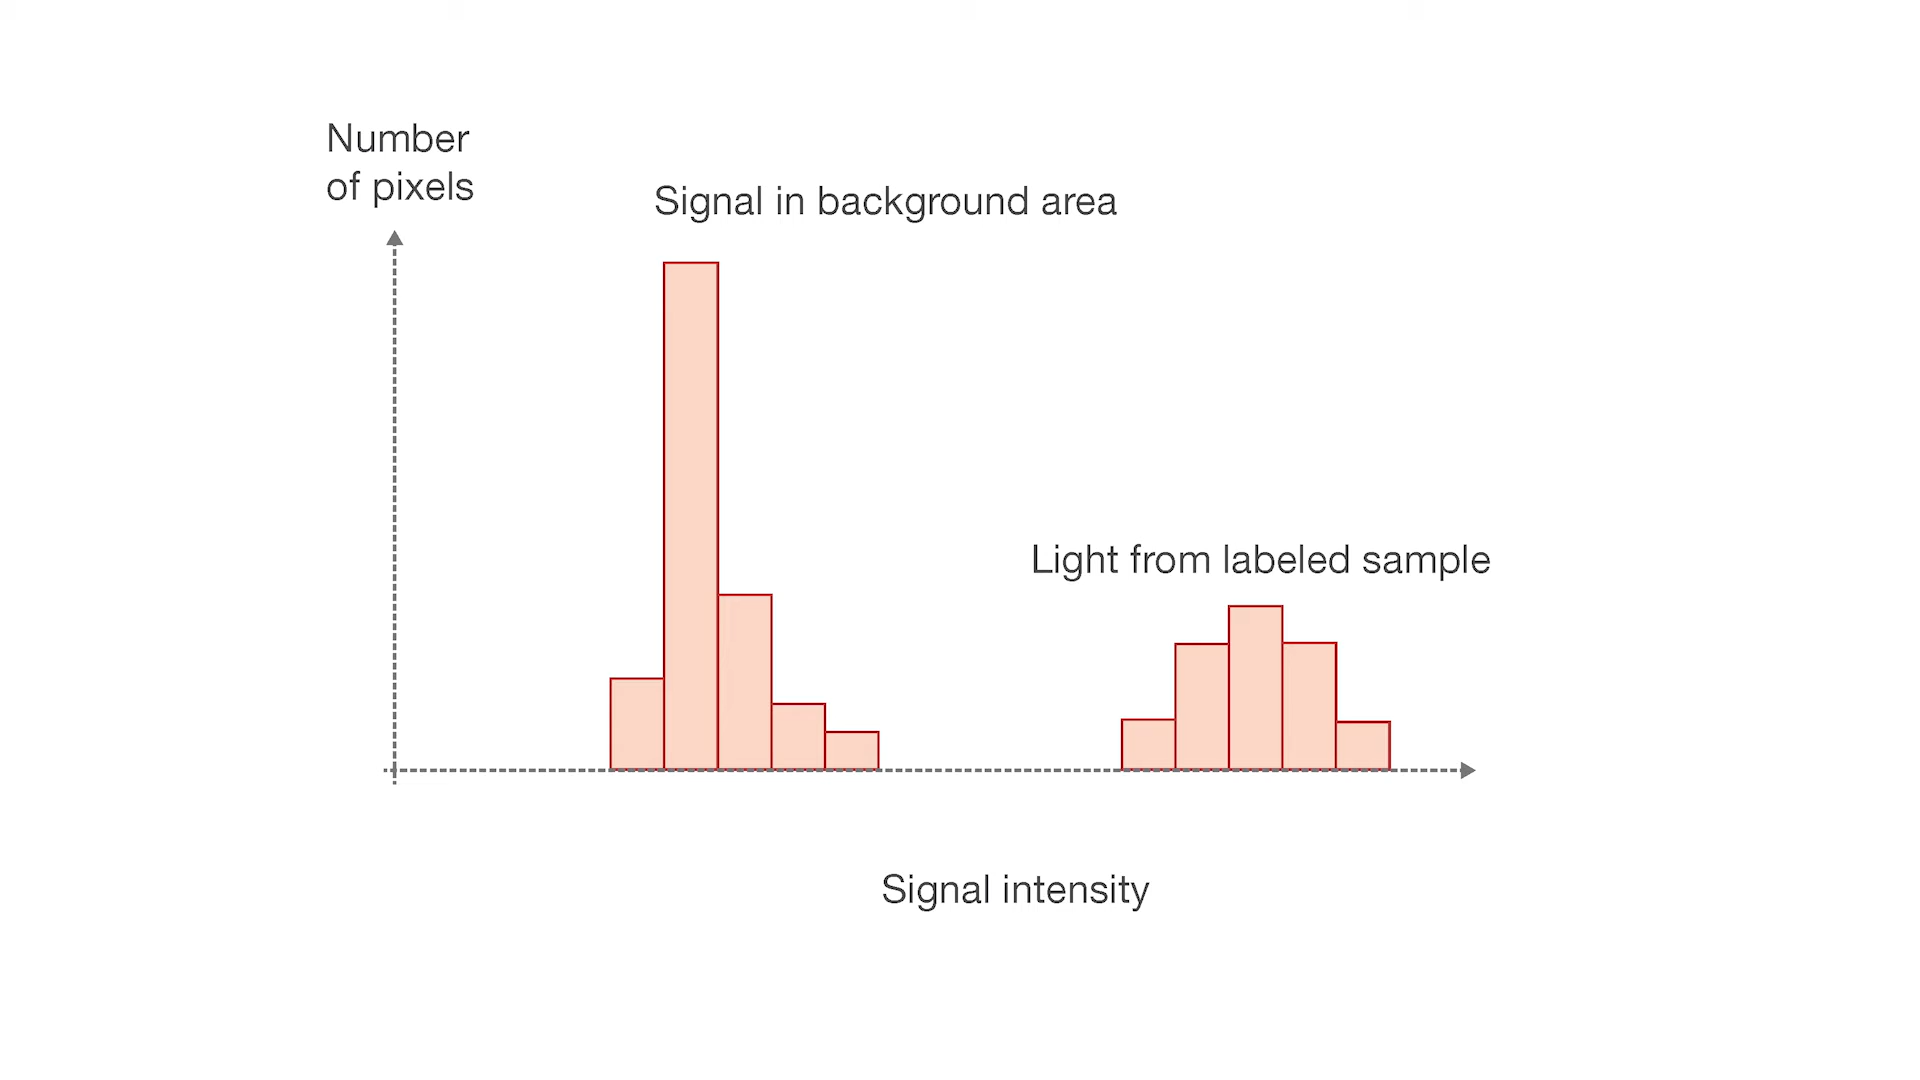 Number
of pixels
Signal in background area
Light from labeled sample
Signal intensity